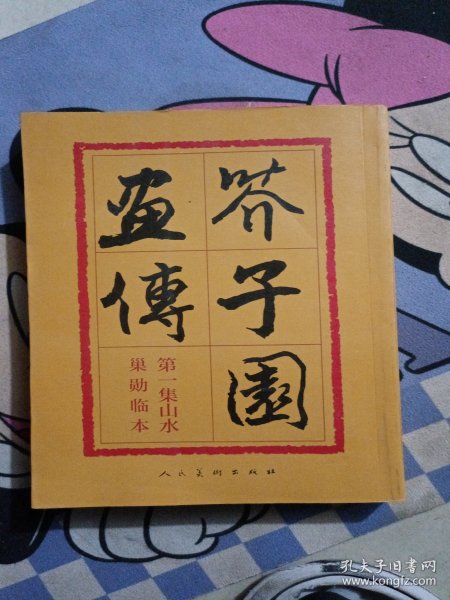 芥子園
畫傳
第一集山水
巢勋临本
人民美術出版社
孔夫子旧书网
www.kongfz.com